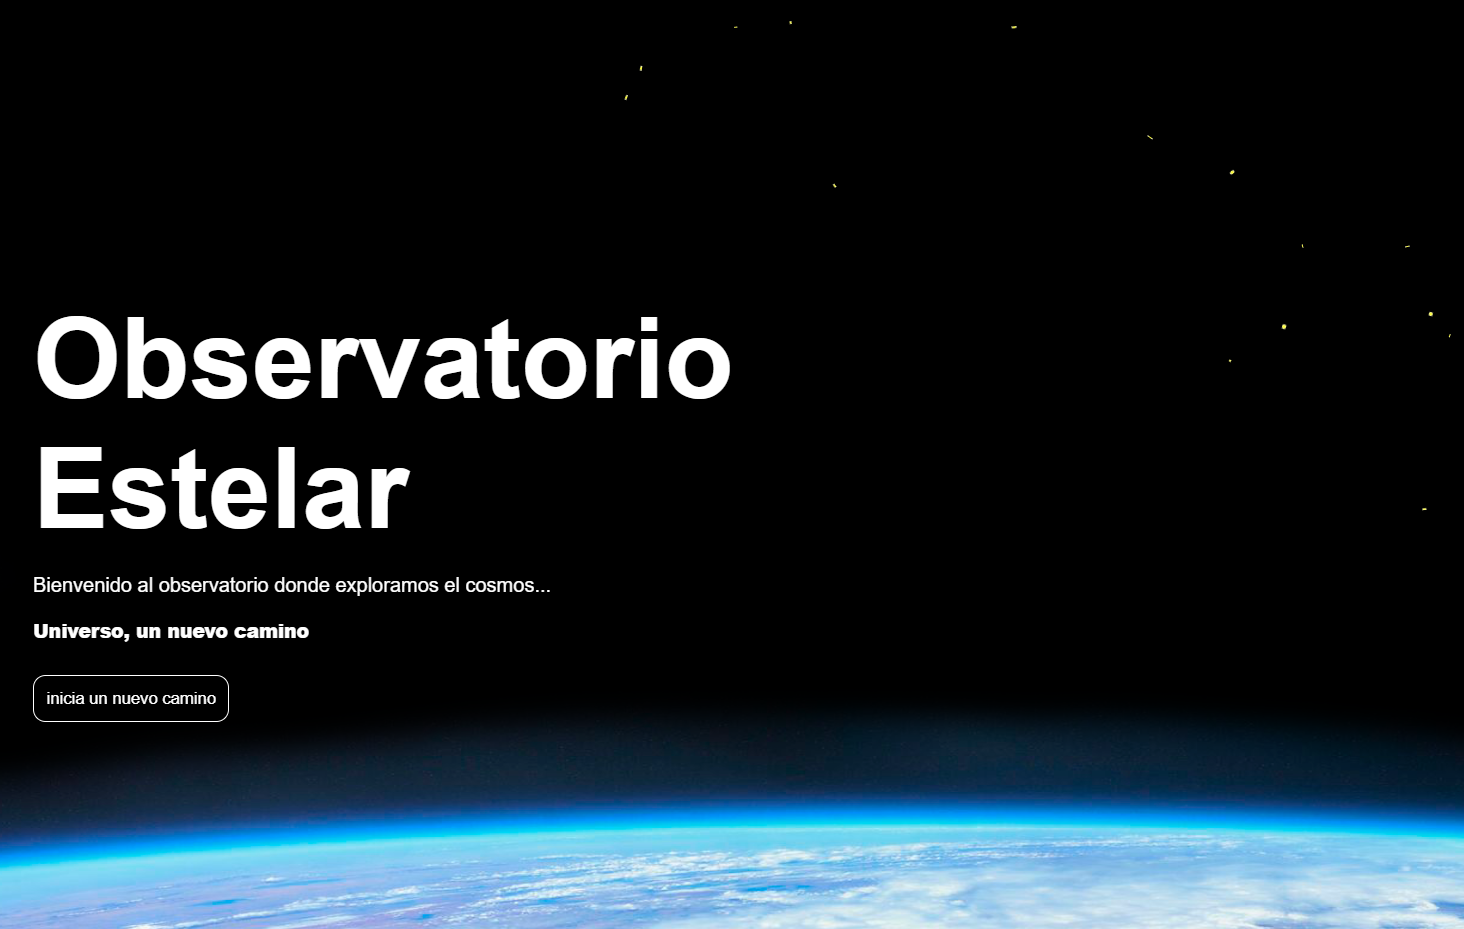 Observatorio
Estelar
Bienvenido al observatorio donde exploramos el cosmos...
Universo, un nuevo camino
inicia un nuevo camino